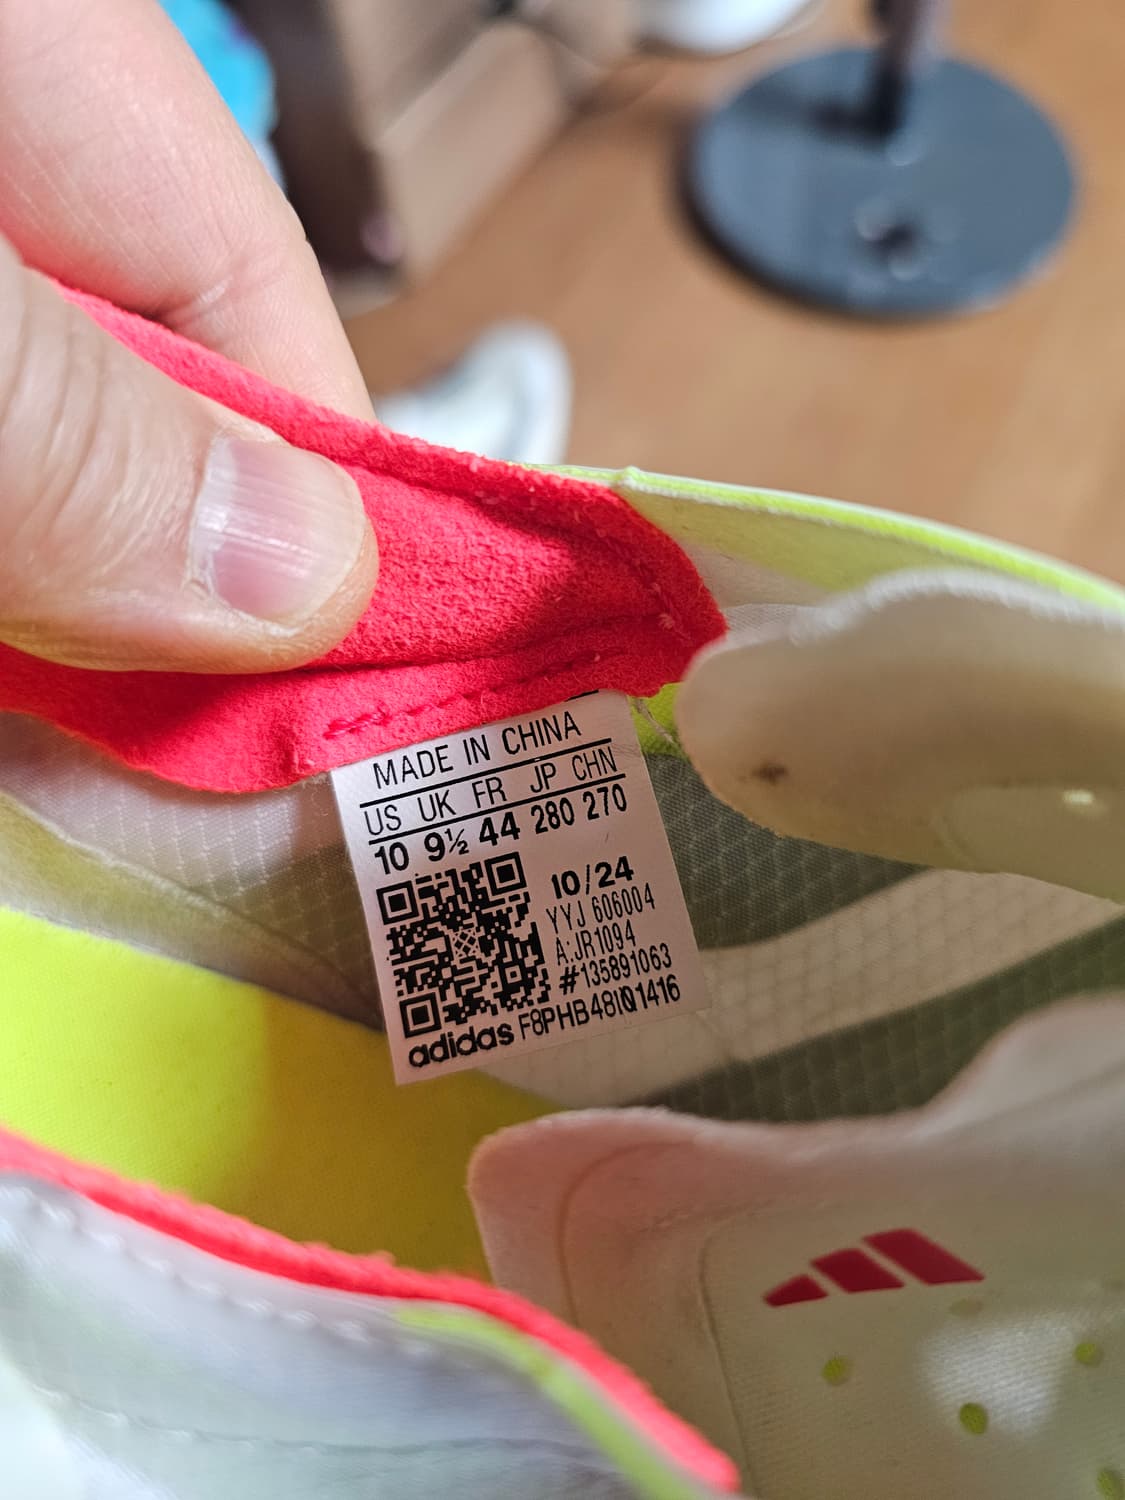 MADE IN CHINA
US UK FR JP CHN
10 9½ 44 280 270
10/24
YYJ 606004
A:JR1094
#135891063
adidas F8PHB48IQ1416